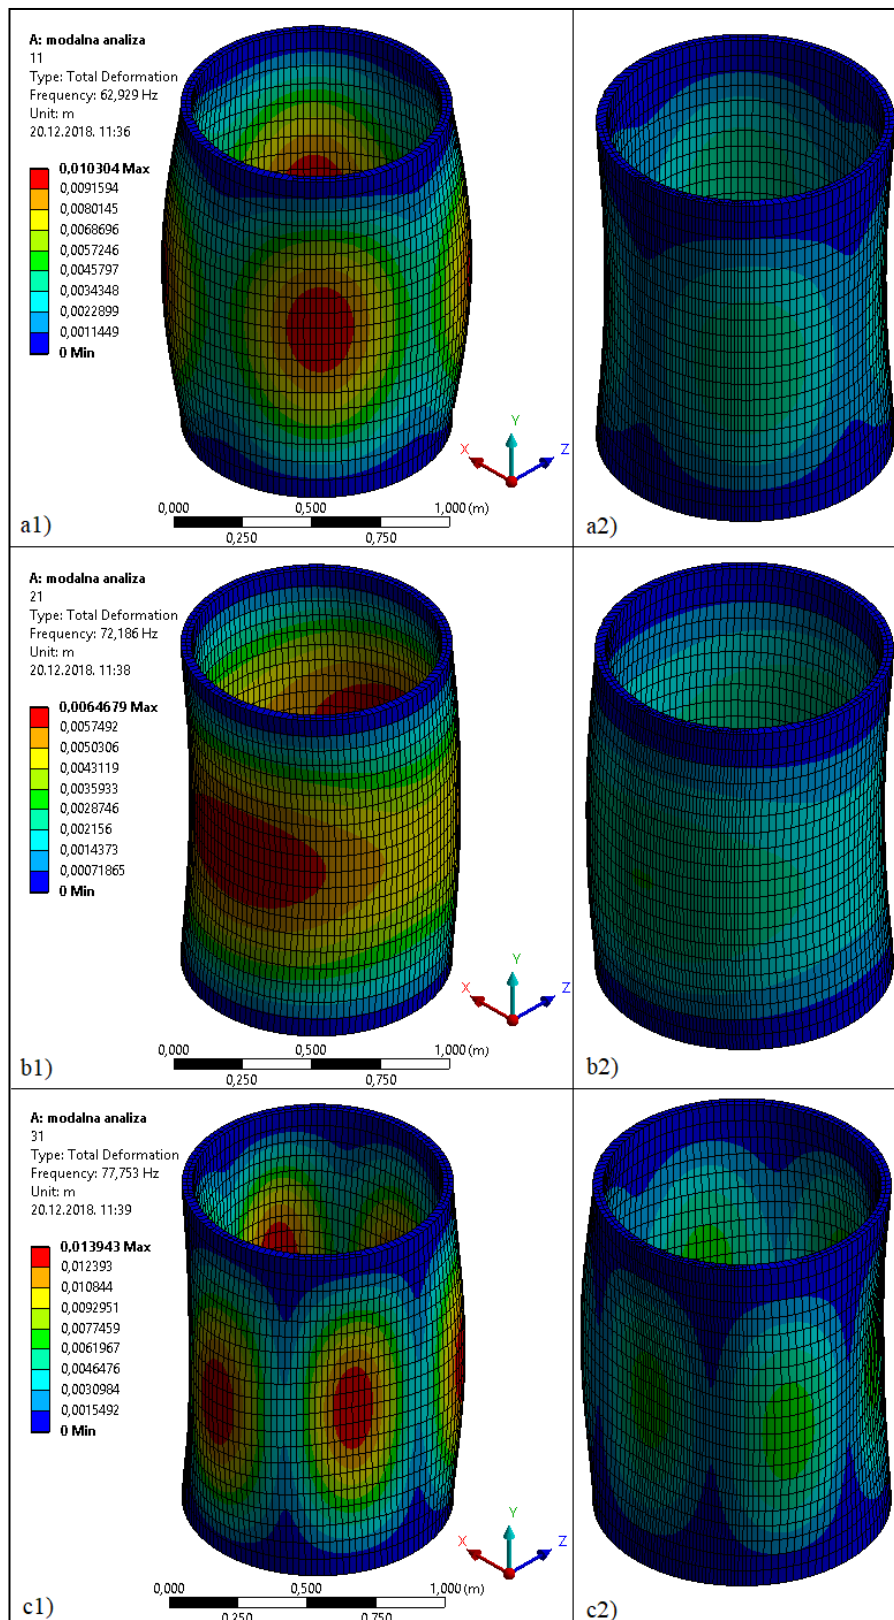 A: modalna analiza
11
Type: Total Deformation
Frequency: 62,929 Hz
Unit: m
20.12.2018. 11:36
0,010304 Max
0,0091594
0,0080145
0,0068696
0,0057246
0,0045797
0,0034348
0,0022899
0,0011449
0 Min
Y
X
Z
0,000
0,500
1,000 (m)
0,250
0,750
a1)
a2)
A: modalna analiza
21
Type: Total Deformation
Frequency: 72,186 Hz
Unit: m
20.12.2018. 11:38
0,0064679 Max
0,0057492
0,0050306
0,0043119
0,0035933
0,0028746
0,002156
0,0014373
0,00071865
0 Min
Y
X
Z
0,000
0,500
1,000 (m)
0,250
0,750
b1)
b2)
A: modalna analiza
31
Type: Total Deformation
Frequency: 77,753 Hz
Unit: m
20.12.2018. 11:39
0,013943 Max
0,012393
0,010844
0,0092951
0,0077459
0,0061967
0,0046476
0,0030984
0,0015492
0 Min
Y
X
Z
0,000
0,500
1,000 (m)
0,250
0,750
c1)
c2)